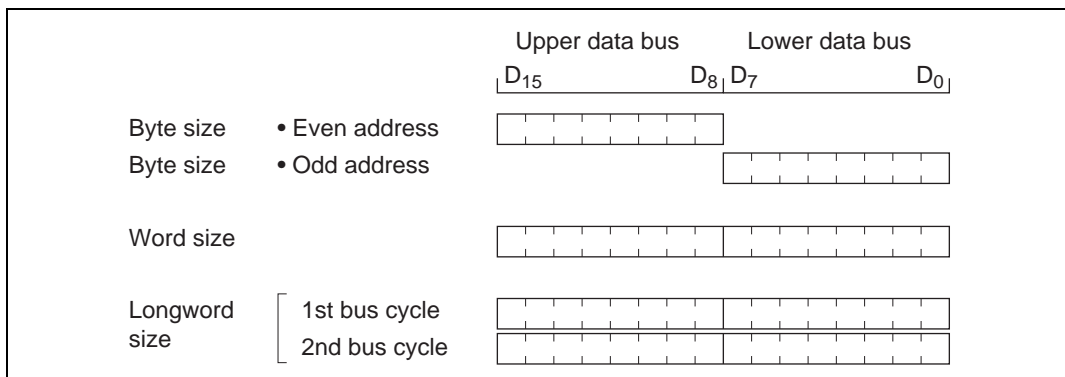 Upper data bus Lower data bus
D15 D8 D7 D0
Byte size • Even address
Byte size • Odd address
Word size
Longword size 1st bus cycle
2nd bus cycle